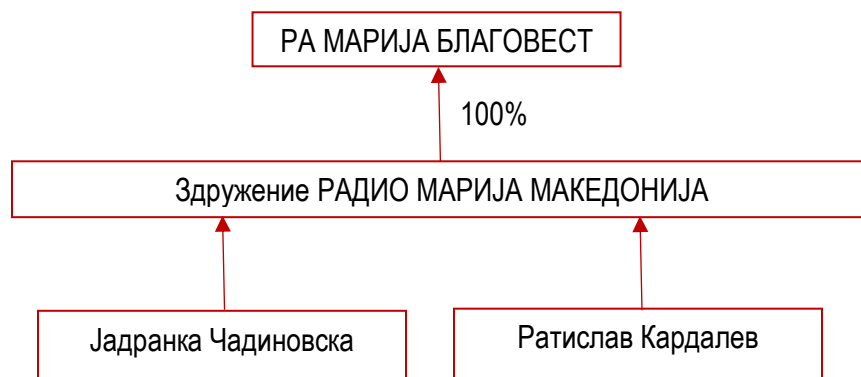 РА МАРИЈА БЛАГОВЕСТ
100%
Здружение РАДИО МАРИЈА МАКЕДОНИЈА
Јадранка Чадиновска
Ратислав Кардалев